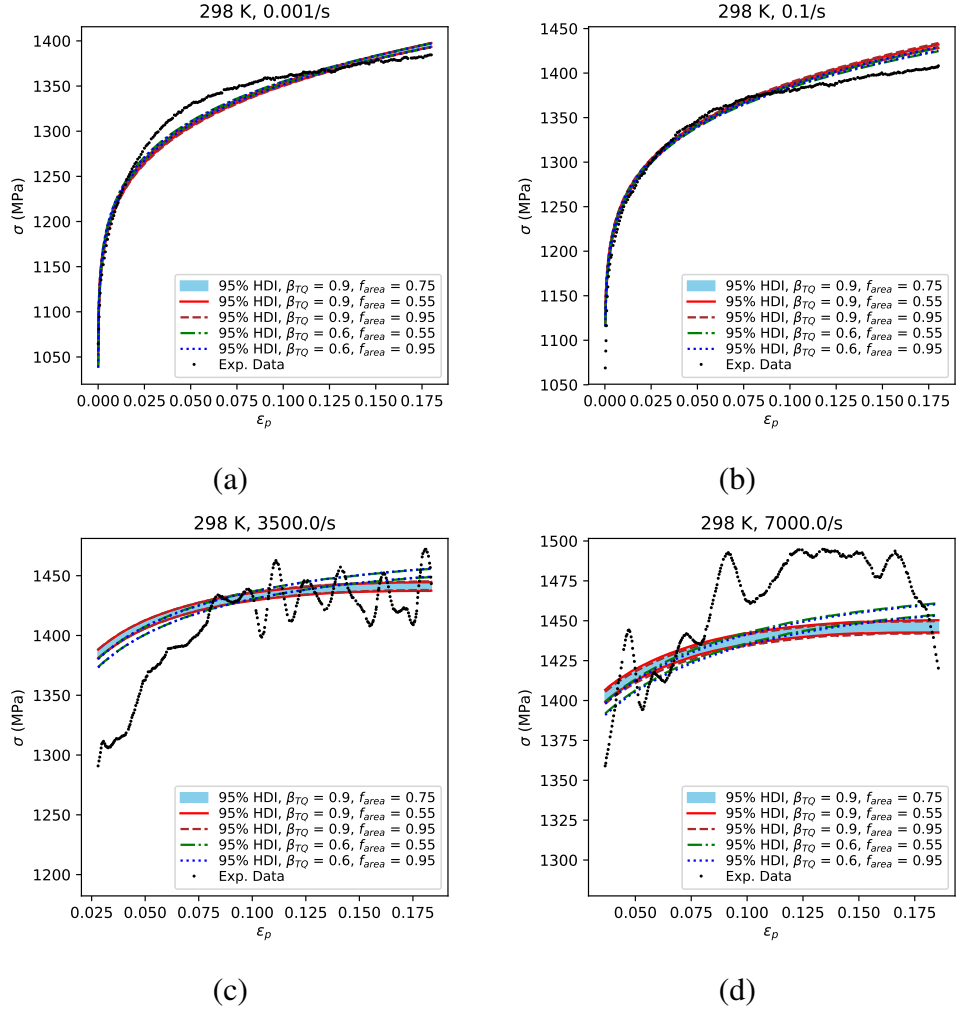 298 K, 0.001/s
1400
1350
1300
1250
1200
1150
1100
1050
σ (MPa)
95% HDI, β_TQ = 0.9, f_area = 0.75
95% HDI, β_TQ = 0.9, f_area = 0.55
95% HDI, β_TQ = 0.9, f_area = 0.95
95% HDI, β_TQ = 0.6, f_area = 0.55
95% HDI, β_TQ = 0.6, f_area = 0.95
Exp. Data
0.000 0.025 0.050 0.075 0.100 0.125 0.150 0.175
ε_p
(a)
298 K, 0.1/s
1450
1400
1350
1300
1250
1200
1150
1100
1050
σ (MPa)
95% HDI, β_TQ = 0.9, f_area = 0.75
95% HDI, β_TQ = 0.9, f_area = 0.55
95% HDI, β_TQ = 0.9, f_area = 0.95
95% HDI, β_TQ = 0.6, f_area = 0.55
95% HDI, β_TQ = 0.6, f_area = 0.95
Exp. Data
0.000 0.025 0.050 0.075 0.100 0.125 0.150 0.175
ε_p
(b)
298 K, 3500.0/s
1450
1400
1350
1300
1250
1200
σ (MPa)
95% HDI, β_TQ = 0.9, f_area = 0.75
95% HDI, β_TQ = 0.9, f_area = 0.55
95% HDI, β_TQ = 0.9, f_area = 0.95
95% HDI, β_TQ = 0.6, f_area = 0.55
95% HDI, β_TQ = 0.6, f_area = 0.95
Exp. Data
0.025 0.050 0.075 0.100 0.125 0.150 0.175
ε_p
(c)
298 K, 7000.0/s
1500
1475
1450
1425
1400
1375
1350
1325
1300
σ (MPa)
95% HDI, β_TQ = 0.9, f_area = 0.75
95% HDI, β_TQ = 0.9, f_area = 0.55
95% HDI, β_TQ = 0.9, f_area = 0.95
95% HDI, β_TQ = 0.6, f_area = 0.55
95% HDI, β_TQ = 0.6, f_area = 0.95
Exp. Data
0.050 0.075 0.100 0.125 0.150 0.175
ε_p
(d)